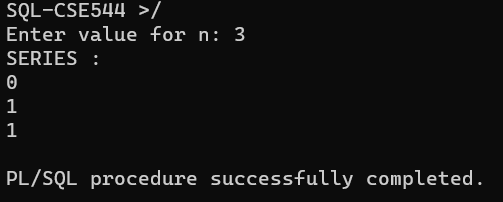 SQL-CSE544 >/
Enter value for n: 3
SERIES :
0
1
1
PL/SQL procedure successfully completed.